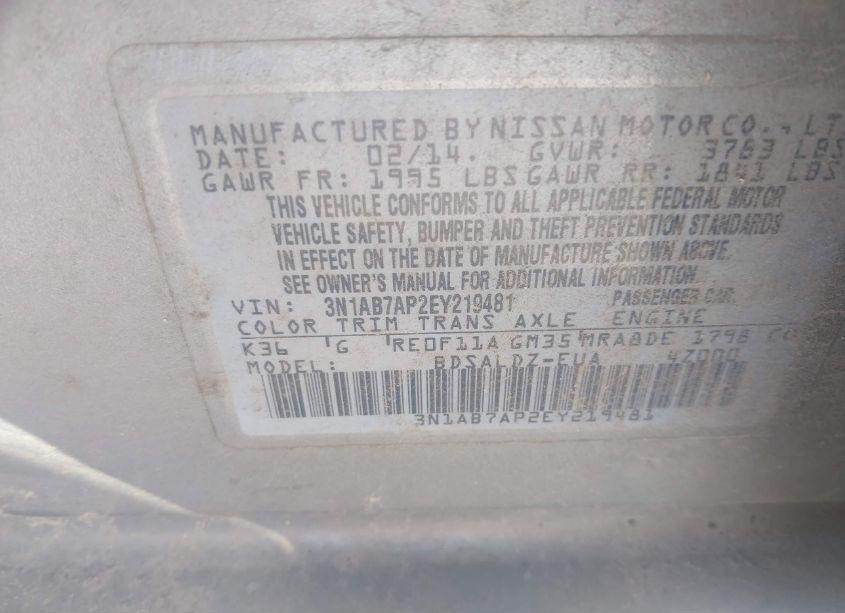 MANUFACTURED BY NISSAN MOTOR CO., LT
DATE: 02/14. GVWR: 3783 LBS
GAWR FR: 1995 LBS GAWR RR: 1841 LBS
THIS VEHICLE CONFORMS TO ALL APPLICABLE FEDERAL MOTOR
VEHICLE SAFETY, BUMPER AND THEFT PREVENTION STANDARDS
IN EFFECT ON THE DATE OF MANUFACTURE SHOWN ABOVE.
SEE OWNER'S MANUAL FOR ADDITIONAL INFORMATION.
VIN: 3N1AB7AP2EY219481 PASSENGER CAR
COLOR TRIM TRANS AXLE ENGINE
K36 G RE0F11A GM35 MRA8DE 1798 CC
MODEL: BDSALDZ-EUA 4Z000
3N1AB7AP2EY219481